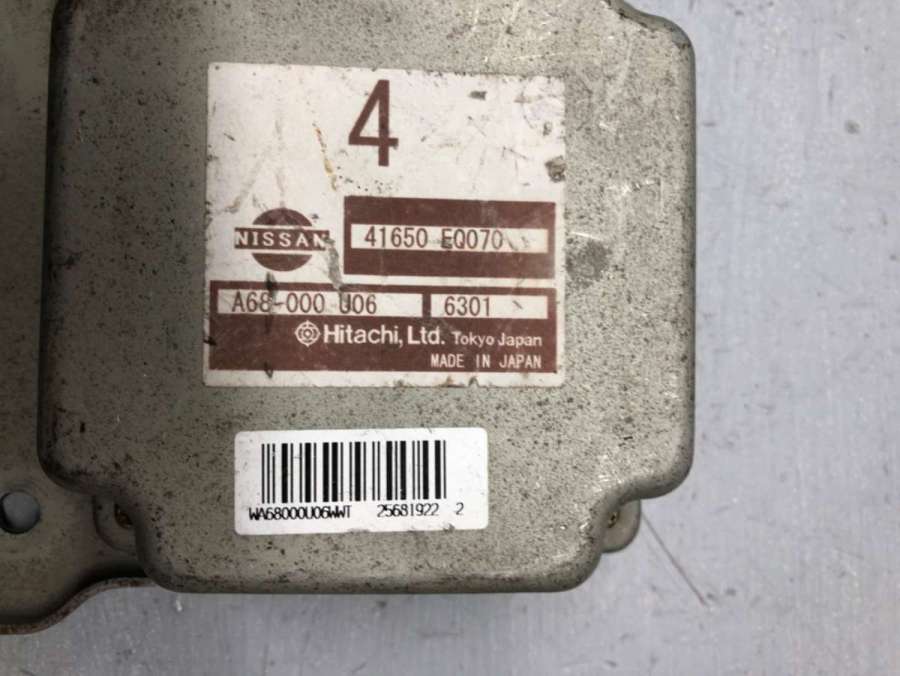 4
NISSAN 41650 EQ070
A68-000 U06 6301
Hitachi, Ltd. Tokyo Japan
MADE IN JAPAN
WA68000U06WWT 25681922 2